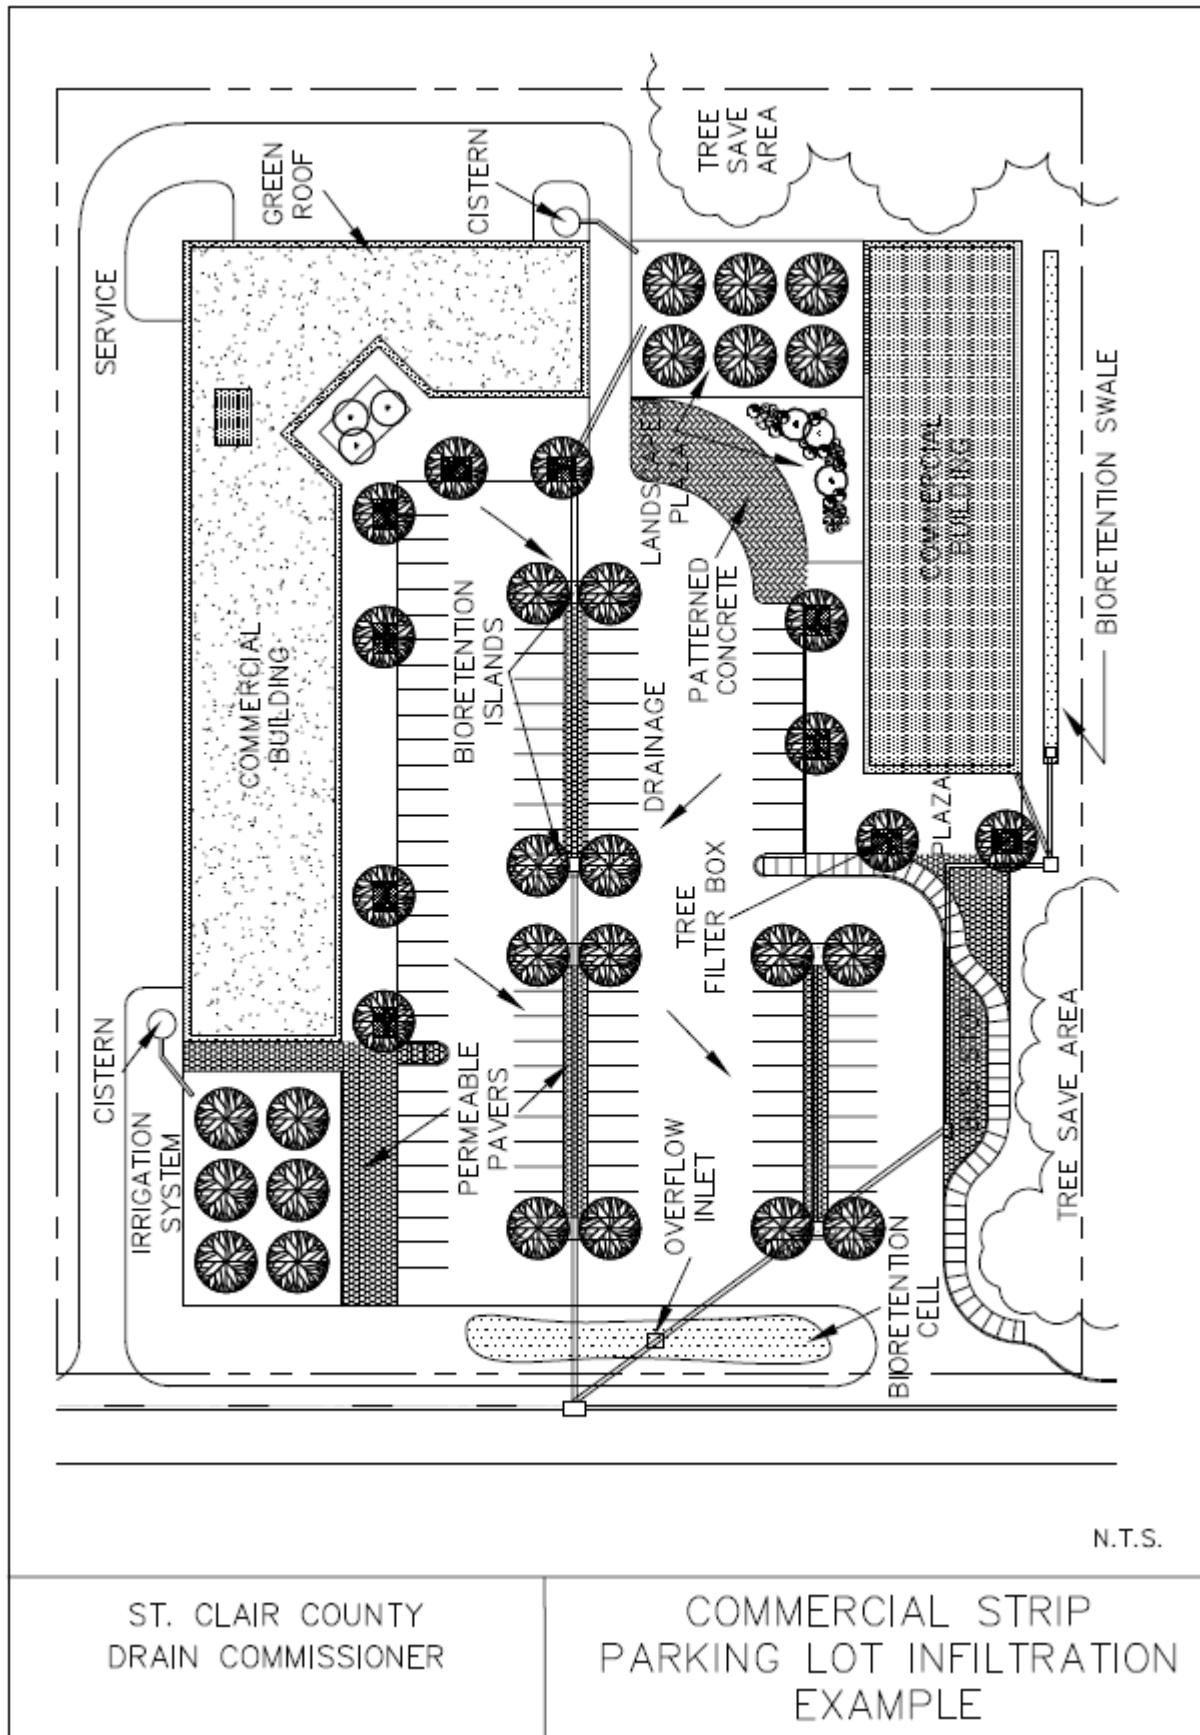 TREE
SAVE
AREA
CISTERN
GREEN
ROOF
SERVICE
LANDSCAPED
PLAZA
COMMERCIAL
BUILDING
BIORETENTION SWALE
PATTERNED
CONCRETE
BIORETENTION
ISLANDS
COMMERCIAL
BUILDING
DRAINAGE
PLAZA
TREE
FILTER BOX
CISTERN
IRRIGATION
SYSTEM
PERMEABLE
PAVERS
OVERFLOW
INLET
TREE SAVE AREA
BIORETENTION
CELL
N.T.S.
ST. CLAIR COUNTY
DRAIN COMMISSIONER
COMMERCIAL STRIP
PARKING LOT INFILTRATION
EXAMPLE